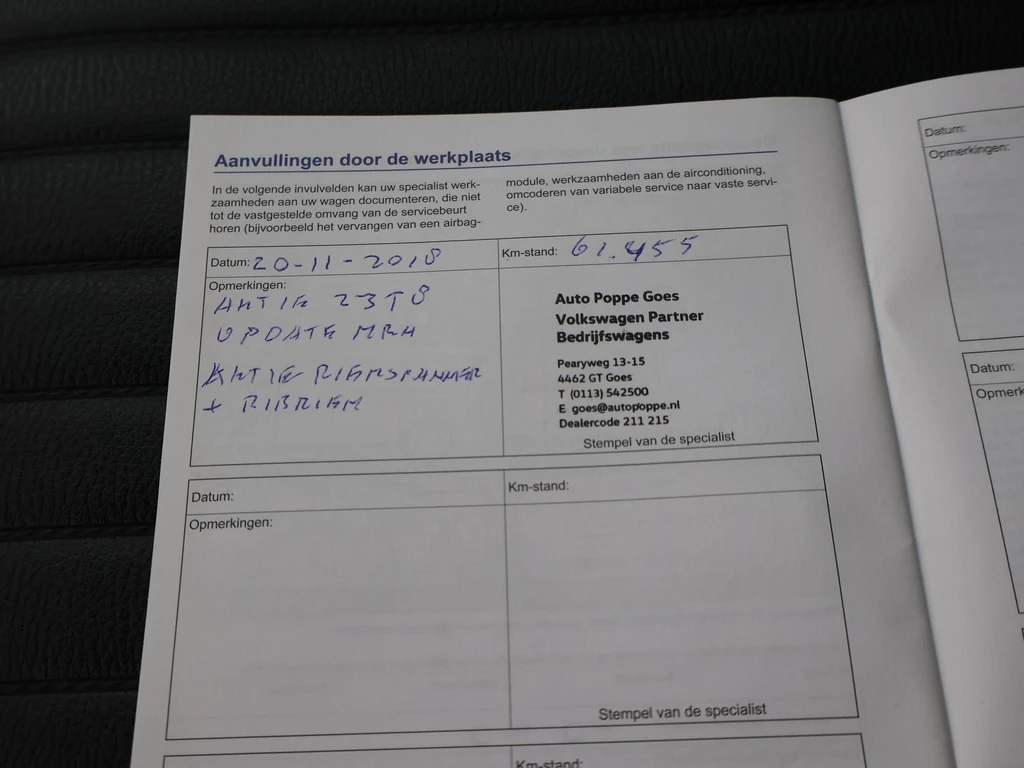 Aanvullingen door de werkplaats
In de volgende invulvelden kan uw specialist werk-
zaamheden aan uw wagen documenteren, die niet
tot de vastgestelde omvang van de servicebeurt
horen (bijvoorbeeld het vervangen van een airbag-
module, werkzaamheden aan de airconditioning,
omcoderen van variabele service naar vaste servi-
ce).
Datum: 20-11-2018
Km-stand: 61.455
Opmerkingen:
AKTIE 23T8
UPDATE MRH
AKTIE RIEMSPANNER
+ RIBRIEM
Auto Poppe Goes
Volkswagen Partner
Bedrijfswagens
Pearyweg 13-15
4462 GT Goes
T (0113) 542500
E goes@autopoppe.nl
Dealercode 211 215
Stempel van de specialist
Datum:
Km-stand:
Opmerkingen:
Stempel van de specialist
Km-stand:
Datum:
Opmerkingen:
Datum: